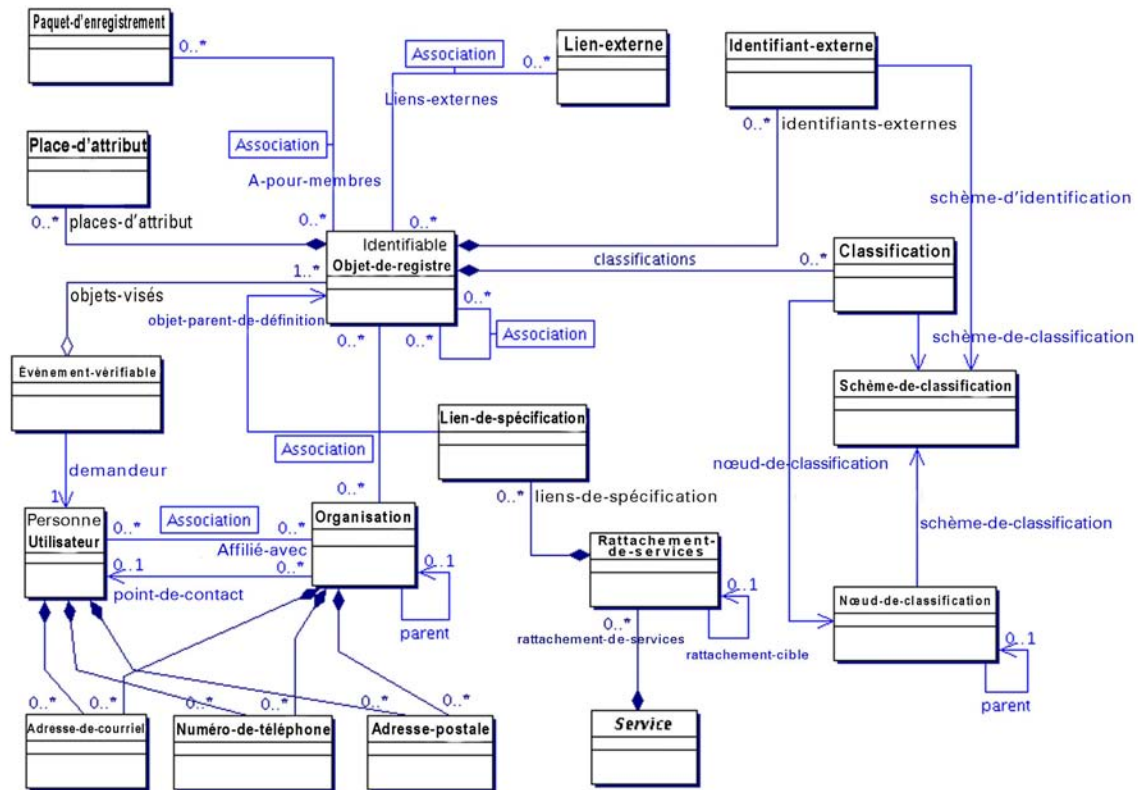 Paquet-d'enregistrement
0..*
Association
Lien-externe
0..*
Liens-externes
Identifiant-externe
0..*
identifiants-externes
Place-d'attribut
Association
A-pour-membres
0..*
places-d'attribut
0..*
0..*
schème-d'identification
Identifiable
Objet-de-registre
classifications
0..*
Classification
1..*
objets-visés
objet-parent-de-définition
0..*
0..*
0..*
Association
schème-de-classification
Évènement-vérifiable
Schème-de-classification
Lien-de-spécification
Association
demandeur
nœud-de-classification
1
0..*
0..*
liens-de-spécification
Personne
Utilisateur
0..*
Association
0..*
Affilié-avec
Organisation
schème-de-classification
Rattachement-
de-services
0..1
0..*
point-de-contact
0..1
parent
0..1
0..*
rattachement-de-services
rattachement-cible
Nœud-de-classification
0..1
parent
0..*
0..*
0..*
0..*
0..*
0..*
Adresse-de-courriel
Numéro-de-téléphone
Adresse-postale
Service